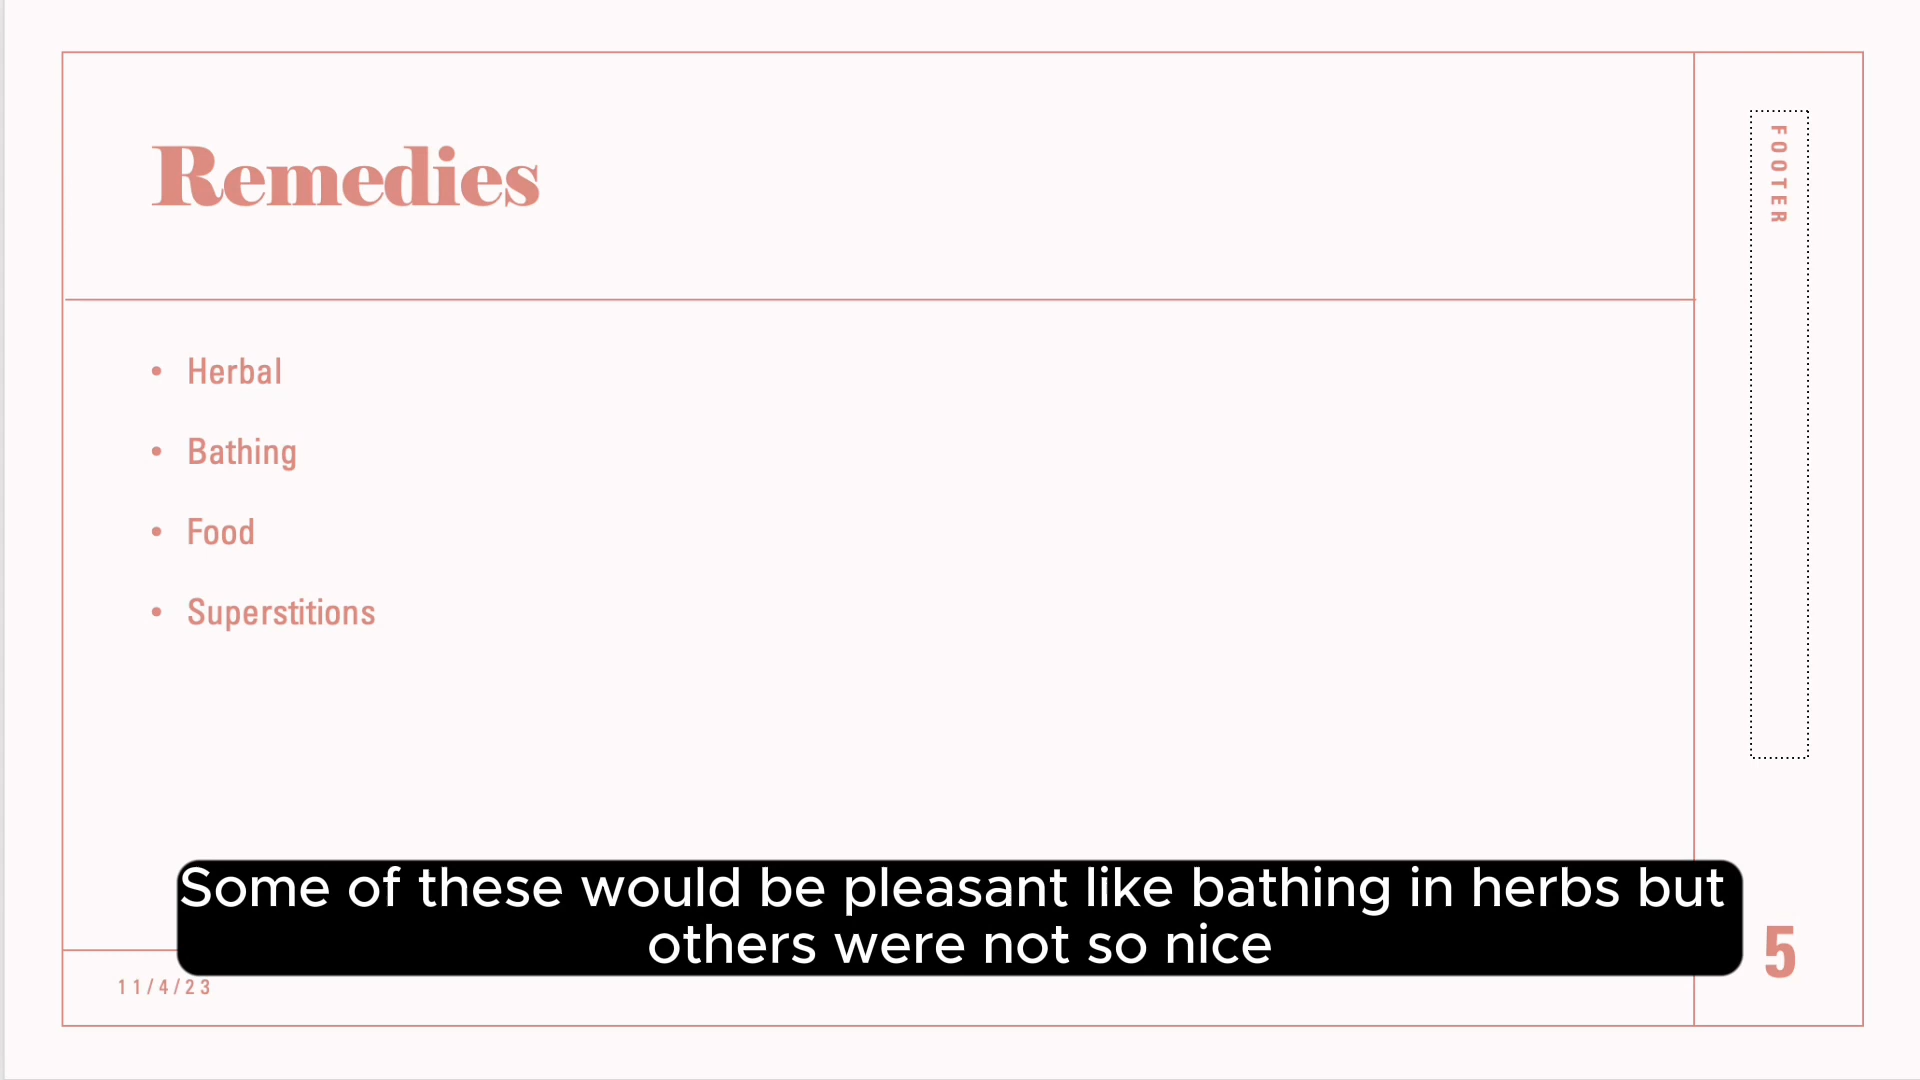 Remedies
FOOTER
• Herbal
• Bathing
• Food
• Superstitions
Some of these would be pleasant like bathing in herbs but
others were not so nice
5
11/4/23